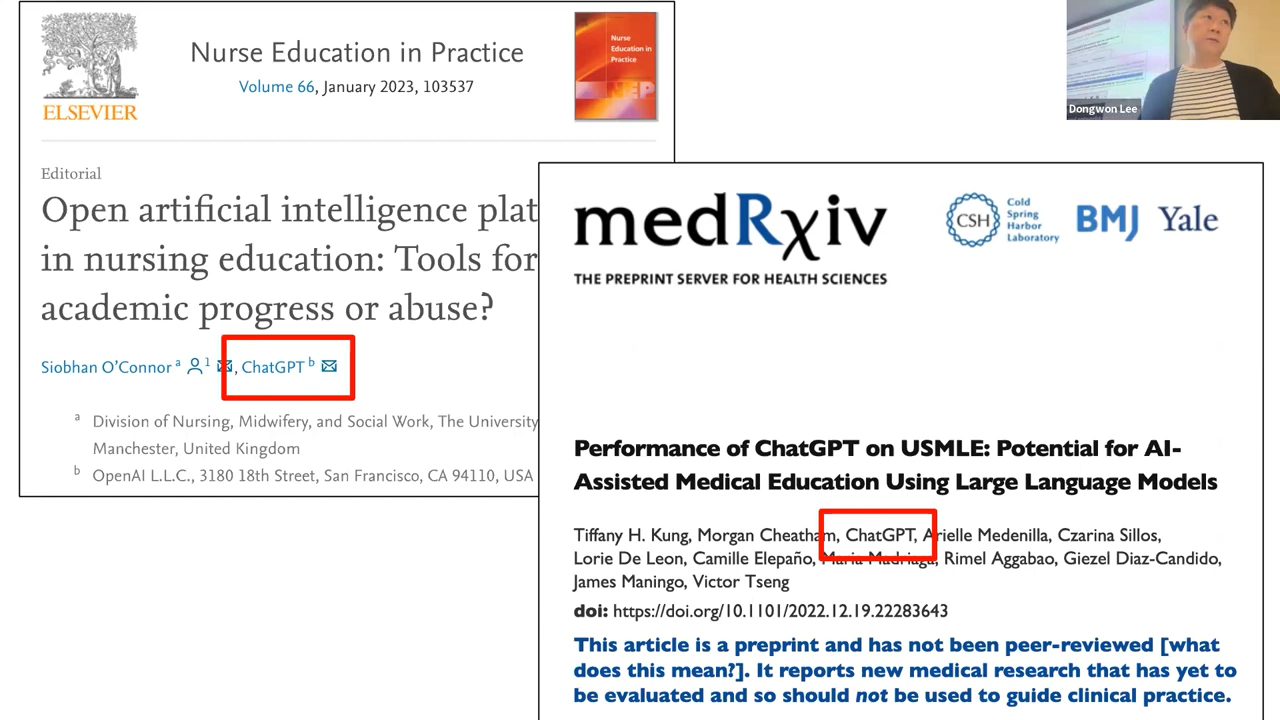 Nurse Education in Practice
Volume 66, January 2023, 103537
ELSEVIER
Nurse
Education in
Practice
NEP
Editorial
Open artificial intelligence plat
in nursing education: Tools for
academic progress or abuse?
Siobhan O'Connor a 1, ChatGPT b
a Division of Nursing, Midwifery, and Social Work, The University
Manchester, United Kingdom
b OpenAI L.L.C., 3180 18th Street, San Francisco, CA 94110, USA
Dongwon Lee
medRχiv
THE PREPRINT SERVER FOR HEALTH SCIENCES
CSH
Cold
Spring
Harbor
Laboratory
BMJ
Yale
Performance of ChatGPT on USMLE: Potential for AI-
Assisted Medical Education Using Large Language Models
Tiffany H. Kung, Morgan Cheatham, ChatGPT, Arielle Medenilla, Czarina Sillos,
Lorie De Leon, Camille Elepaño, Maria Madriaga, Rimel Aggabao, Giezel Diaz-Candido,
James Maningo, Victor Tseng
doi: https://doi.org/10.1101/2022.12.19.22283643
This article is a preprint and has not been peer-reviewed [what
does this mean?]. It reports new medical research that has yet to
be evaluated and so should not be used to guide clinical practice.